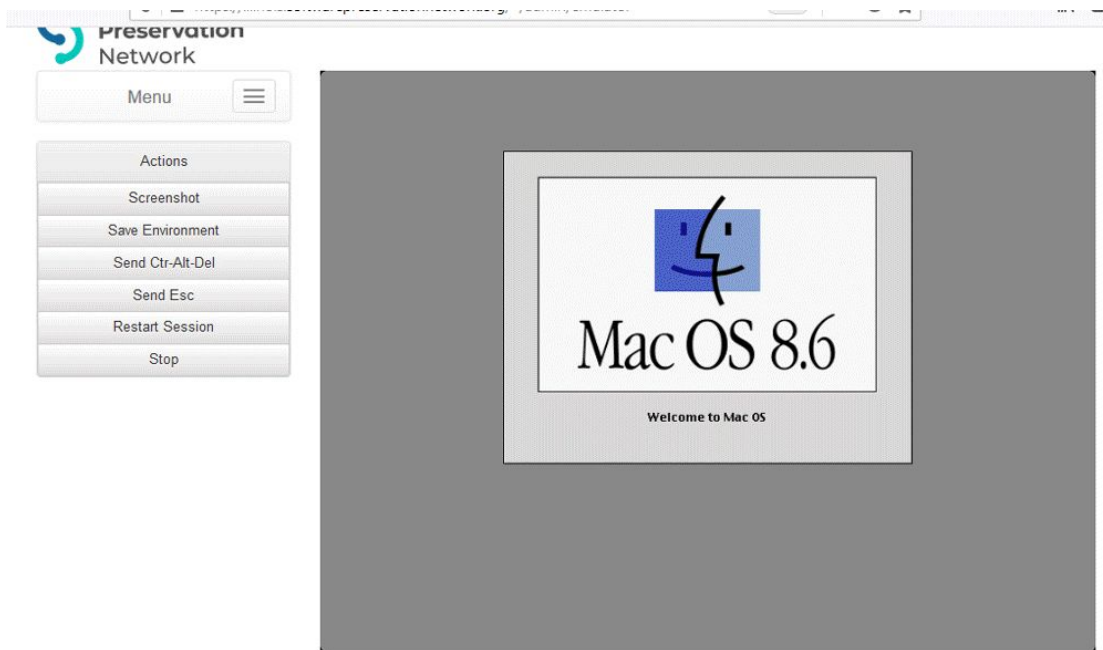 Preservation
Network
Menu
Actions
Screenshot
Save Environment
Send Ctr-Alt-Del
Send Esc
Restart Session
Stop
Mac OS 8.6
Welcome to Mac OS